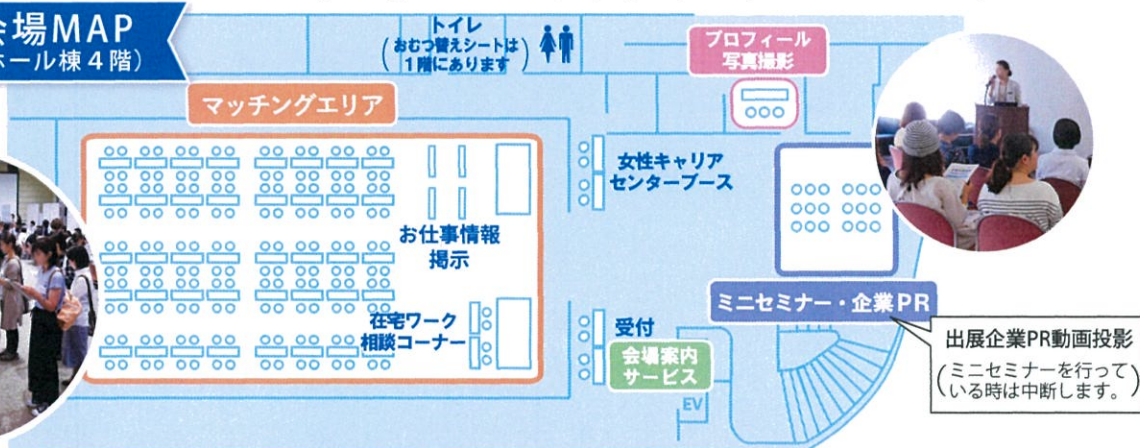 会場MAP
ホール棟4階）
トイレ
（おむつ替えシートは
1階にあります）
プロフィール
写真撮影
マッチングエリア
女性キャリア
センターブース
お仕事情報
掲示
ミニセミナー・企業PR
在宅ワーク
相談コーナー
受付
会場案内
サービス
EV
出展企業PR動画投影
（ミニセミナーを行って
いる時は中断します。）